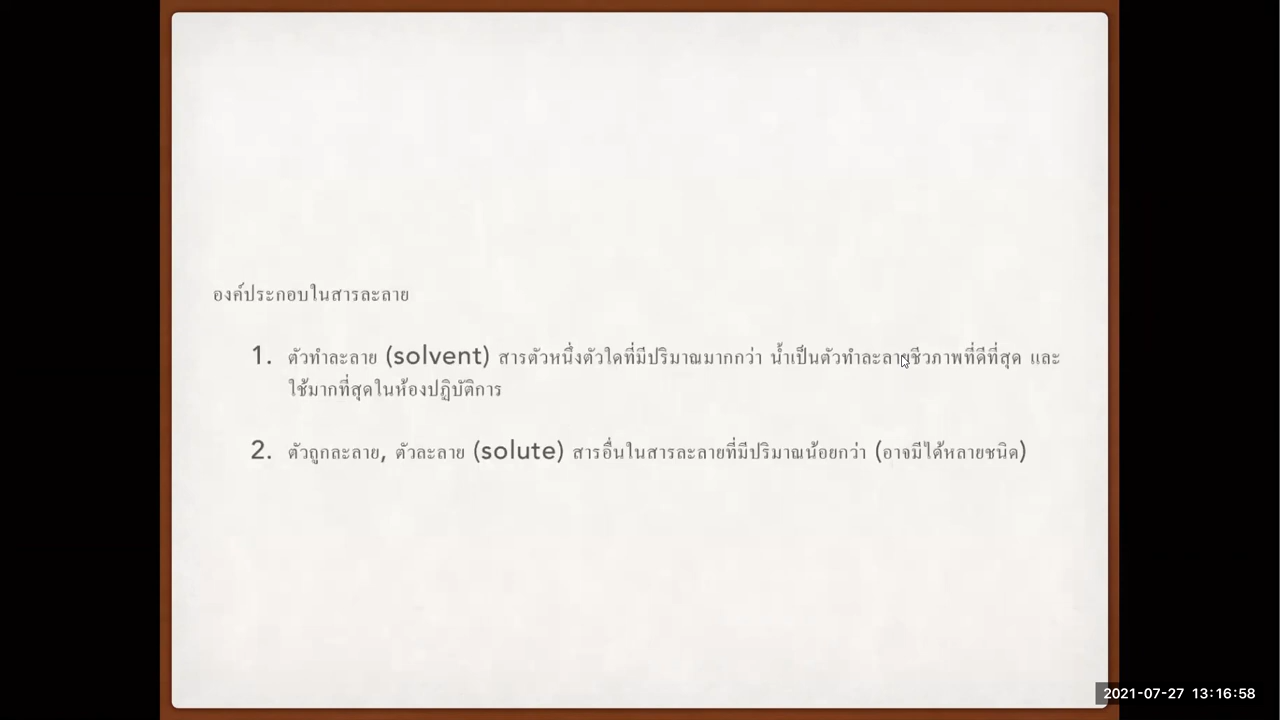 องค์ประกอบในสารละลาย
1. ตัวทำละลาย (solvent) สารตัวหนึ่งตัวใดที่มีปริมาณมากกว่า น้ำเป็นตัวทำละลายชีวภาพที่ดีที่สุด และ
ใช้มากที่สุดในห้องปฏิบัติการ
2. ตัวถูกละลาย, ตัวละลาย (solute) สารอื่นในสารละลายที่มีปริมาณน้อยกว่า (อาจมีได้หลายชนิด)
2021-07-27 13:16:58